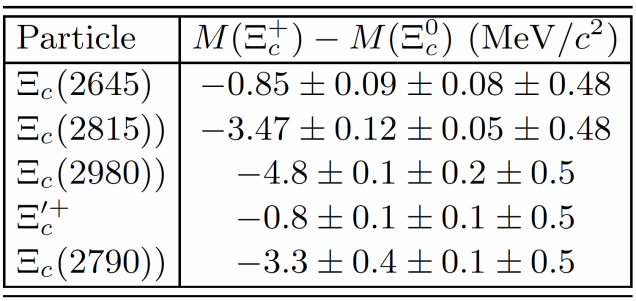 Particle M(Ξc+) − M(Ξc0) (MeV/c2)
Ξc(2645) −0.85 ± 0.09 ± 0.08 ± 0.48
Ξc(2815)) −3.47 ± 0.12 ± 0.05 ± 0.48
Ξc(2980)) −4.8 ± 0.1 ± 0.2 ± 0.5
Ξc′+ −0.8 ± 0.1 ± 0.1 ± 0.5
Ξc(2790)) −3.3 ± 0.4 ± 0.1 ± 0.5